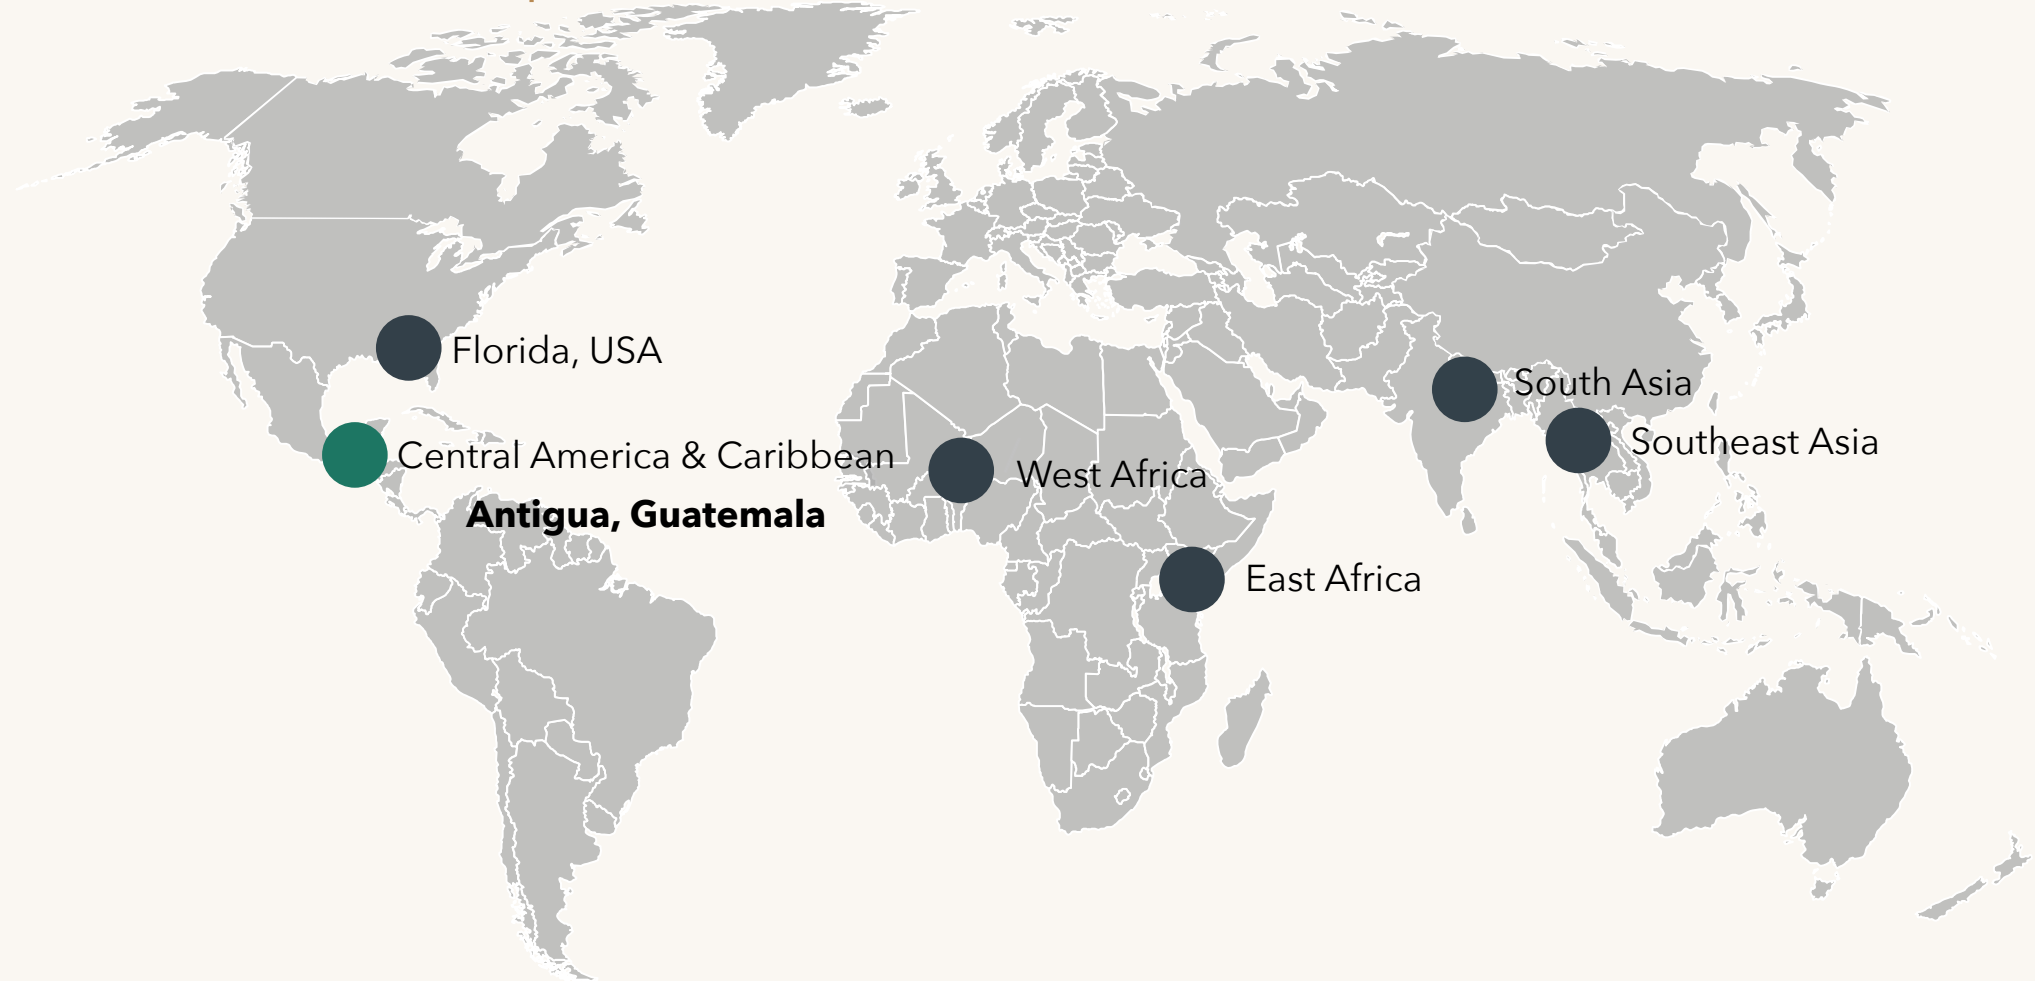 Florida, USA
South Asia
Southeast Asia
Central America & Caribbean
West Africa
Antigua, Guatemala
East Africa